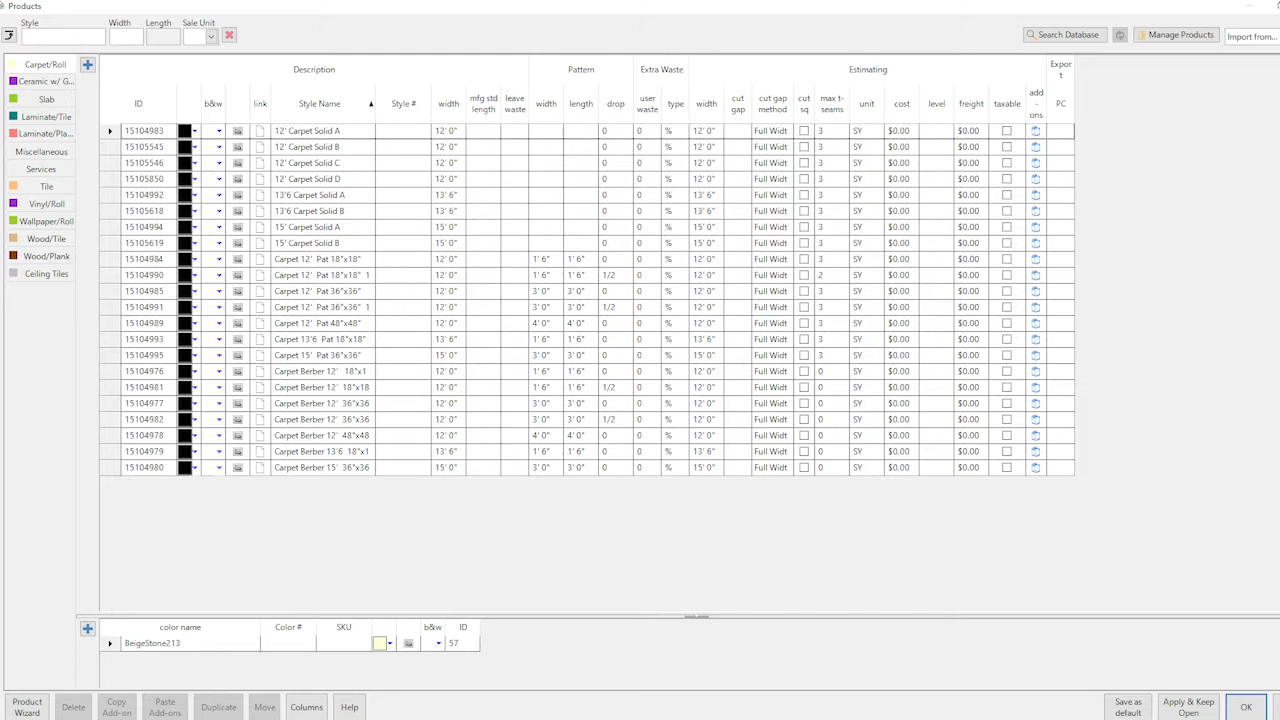 Products
Style Width Length Sale Unit
Search Database Manage Products Import from...
Carpet/Roll
Ceramic w/ G...
Slab
Laminate/Tile
Laminate/Pla...
Miscellaneous
Services
Tile
Vinyl/Roll
Wallpaper/Roll
Wood/Tile
Wood/Plank
Ceiling Tiles
Description Pattern Extra Waste Estimating Expor t
ID b&w link Style Name Style # width mfg std length leave waste width length drop user waste type width cut gap cut gap method cut sq max t-seams unit cost level freight taxable add - ons PC
15104983 12' Carpet Solid A 12' 0" 0 0 % 12' 0" Full Widt 3 SY $0.00 $0.00
15105545 12' Carpet Solid B 12' 0" 0 0 % 12' 0" Full Widt 3 SY $0.00 $0.00
15105546 12' Carpet Solid C 12' 0" 0 0 % 12' 0" Full Widt 3 SY $0.00 $0.00
15105850 12' Carpet Solid D 12' 0" 0 0 % 12' 0" Full Widt 3 SY $0.00 $0.00
15104992 13'6 Carpet Solid A 13' 6" 0 0 % 13' 6" Full Widt 3 SY $0.00 $0.00
15105618 13'6 Carpet Solid B 13' 6" 0 0 % 13' 6" Full Widt 3 SY $0.00 $0.00
15104994 15' Carpet Solid A 15' 0" 0 0 % 15' 0" Full Widt 3 SY $0.00 $0.00
15105619 15' Carpet Solid B 15' 0" 0 0 % 15' 0" Full Widt 3 SY $0.00 $0.00
15104984 Carpet 12' Pat 18"x18" 12' 0" 1' 6" 1' 6" 0 0 % 12' 0" Full Widt 3 SY $0.00 $0.00
15104990 Carpet 12' Pat 18"x18" 1 12' 0" 1' 6" 1' 6" 1/2 0 % 12' 0" Full Widt 2 SY $0.00 $0.00
15104985 Carpet 12' Pat 36"x36" 12' 0" 3' 0" 3' 0" 0 0 % 12' 0" Full Widt 3 SY $0.00 $0.00
15104991 Carpet 12' Pat 36"x36" 1 12' 0" 3' 0" 3' 0" 1/2 0 % 12' 0" Full Widt 3 SY $0.00 $0.00
15104989 Carpet 12' Pat 48"x48" 12' 0" 4' 0" 4' 0" 0 0 % 12' 0" Full Widt 3 SY $0.00 $0.00
15104993 Carpet 13'6 Pat 18"x18" 13' 6" 1' 6" 1' 6" 0 0 % 13' 6" Full Widt 3 SY $0.00 $0.00
15104995 Carpet 15' Pat 36"x36" 15' 0" 3' 0" 3' 0" 0 0 % 15' 0" Full Widt 3 SY $0.00 $0.00
15104976 Carpet Berber 12' 18"x1 12' 0" 1' 6" 1' 6" 0 0 % 12' 0" Full Widt 0 SY $0.00 $0.00
15104981 Carpet Berber 12' 18"x18 12' 0" 1' 6" 1' 6" 1/2 0 % 12' 0" Full Widt 0 SY $0.00 $0.00
15104977 Carpet Berber 12' 36"x36 12' 0" 3' 0" 3' 0" 0 0 % 12' 0" Full Widt 0 SY $0.00 $0.00
15104982 Carpet Berber 12' 36"x36 12' 0" 3' 0" 3' 0" 1/2 0 % 12' 0" Full Widt 0 SY $0.00 $0.00
15104978 Carpet Berber 12' 48"x48 12' 0" 4' 0" 4' 0" 0 0 % 12' 0" Full Widt 0 SY $0.00 $0.00
15104979 Carpet Berber 13'6 18"x1 13' 6" 1' 6" 1' 6" 0 0 % 13' 6" Full Widt 0 SY $0.00 $0.00
15104980 Carpet Berber 15' 36"x36 15' 0" 3' 0" 3' 0" 0 0 % 15' 0" Full Widt 0 SY $0.00 $0.00
color name Color # SKU b&w ID
BeigeStone213 57
Product Wizard Delete Copy Add-on Paste Add-ons Duplicate Move Columns Help Save as default Apply & Keep Open OK